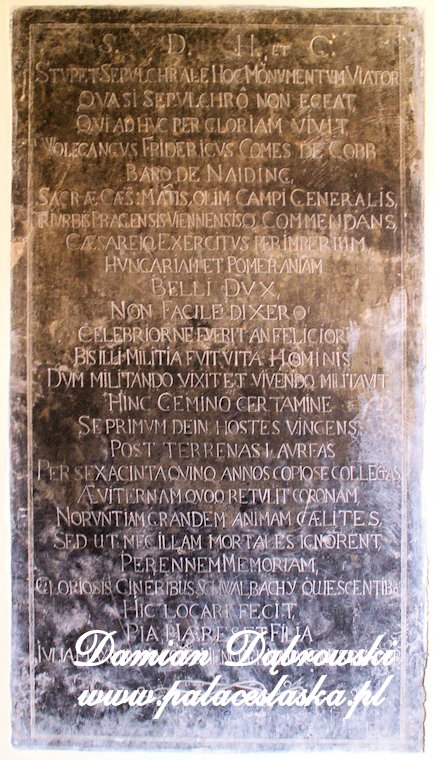 S. D. H. ET C.
STVPET SEPVLCHRALE HOC MONVMENTVM VIATOR
QVASI SEPVLCHRÔ NON EGEAT,
QVI AD HVC PER GLORIAM VIVIT,
WOLFGANGVS FRIDERICVS COMES DE COBB
BARO DE NAIDING,
SACRÆ CÆS: MATIS, OLIM CAMPI GENERALIS,
VRBIS PRAGENSIS VIENNENSISQ COMMENDANS,
CÆSAREIQ EXERCITVS PER IMPERIVM,
HVNGARIAM ET POMERANIAM
BELLI DVX,
NON FACILE DIXERO
CELEBRIOR NE FVERIT AN FELICIOR
BIS ILLI MILITIA FVIT VITA HOMINIS
DVM MILITANDO VIXIT ET VIVENDO MILITAVIT
HINC GEMINO CERTAMINE
SE PRIMVM DEIN HOSTES VINCENS
POST TERRENAS LAVREAS
PER SEXAGINTA QVINQ ANNOS COPIOSE COLLEGAS
ÆVITERNAM QVOQ RETVLIT CORONAM,
NORVNT IAM GRANDEM ANIMAM CÆLITES,
SED VT NEC ILLAM MORTALES IGNORENT,
PERENNEM MEMORIAM,
GLORIOSIS CINERIBVS SCHWALBACHY QVIESCENTIB
HIC LOCARI FECIT,
PIA HAIRES ET FILIA
Damian Dąbrowski
www.palaceslaska.pl